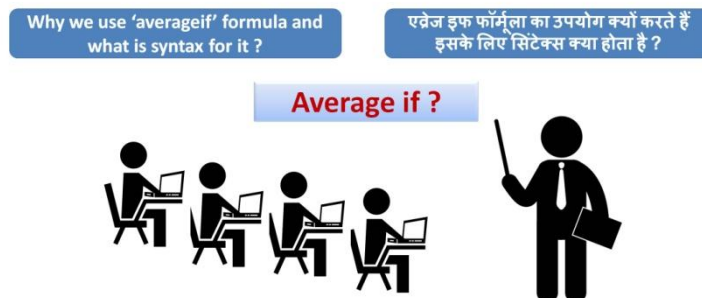 Why we use ‘averageif’ formula and
what is syntax for it ?
एव्रेज इफ फॉर्मूला का उपयोग क्यों करते हैं
इसके लिए सिंटेक्स क्या होता है ?
Average if ?